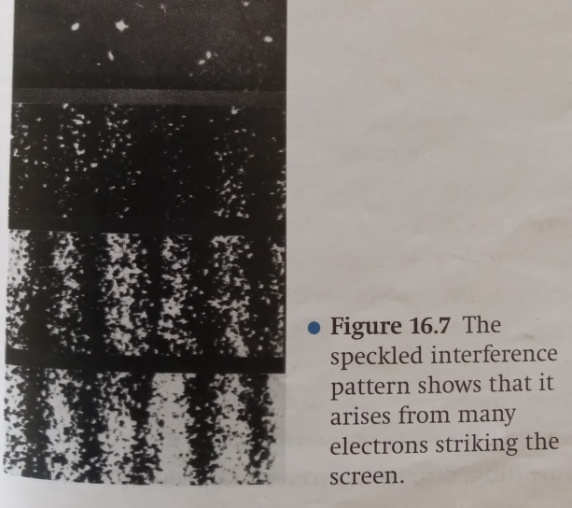 ● Figure 16.7 The
speckled interference
pattern shows that it
arises from many
electrons striking the
screen.